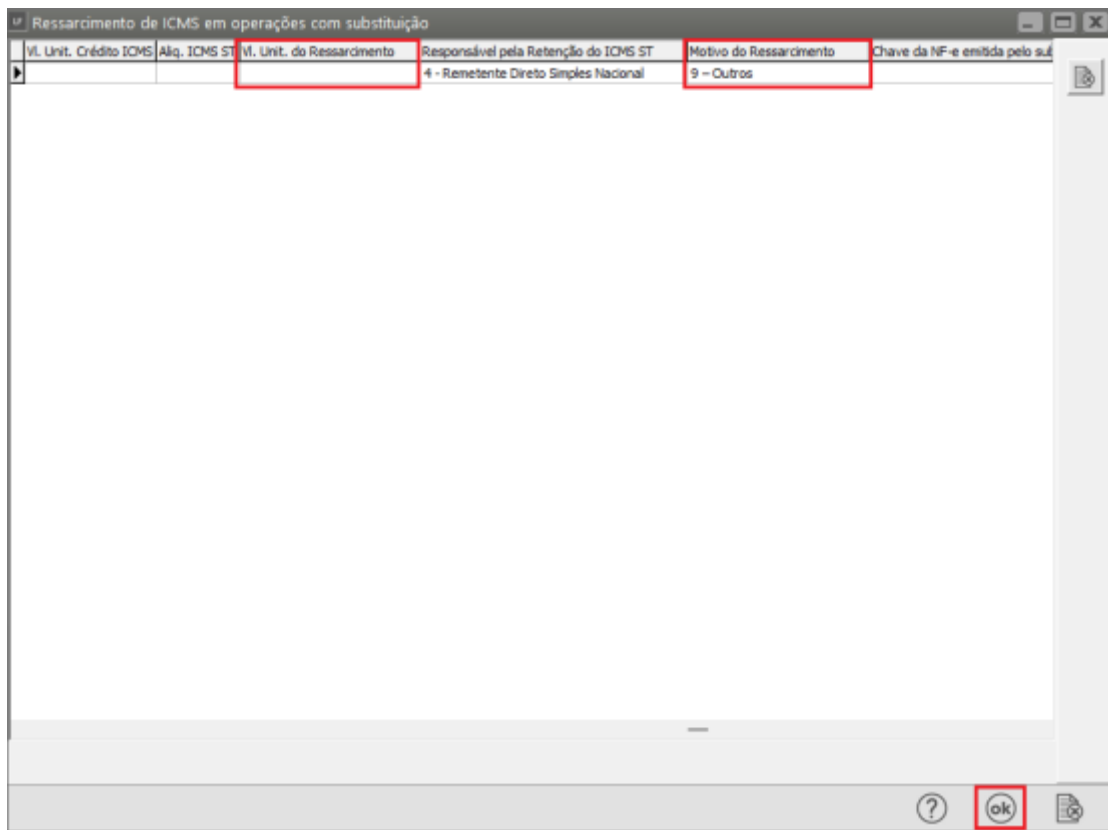 LF Ressarcimento de ICMS em operações com substituição
Vl. Unit. Crédito ICMS Aliq. ICMS ST Vl. Unit. do Ressarcimento Responsável pela Retenção do ICMS ST Motivo do Ressarcimento Chave da NF-e emitida pelo sub
4 - Remetente Direto Simples Nacional 9 – Outros
? ok